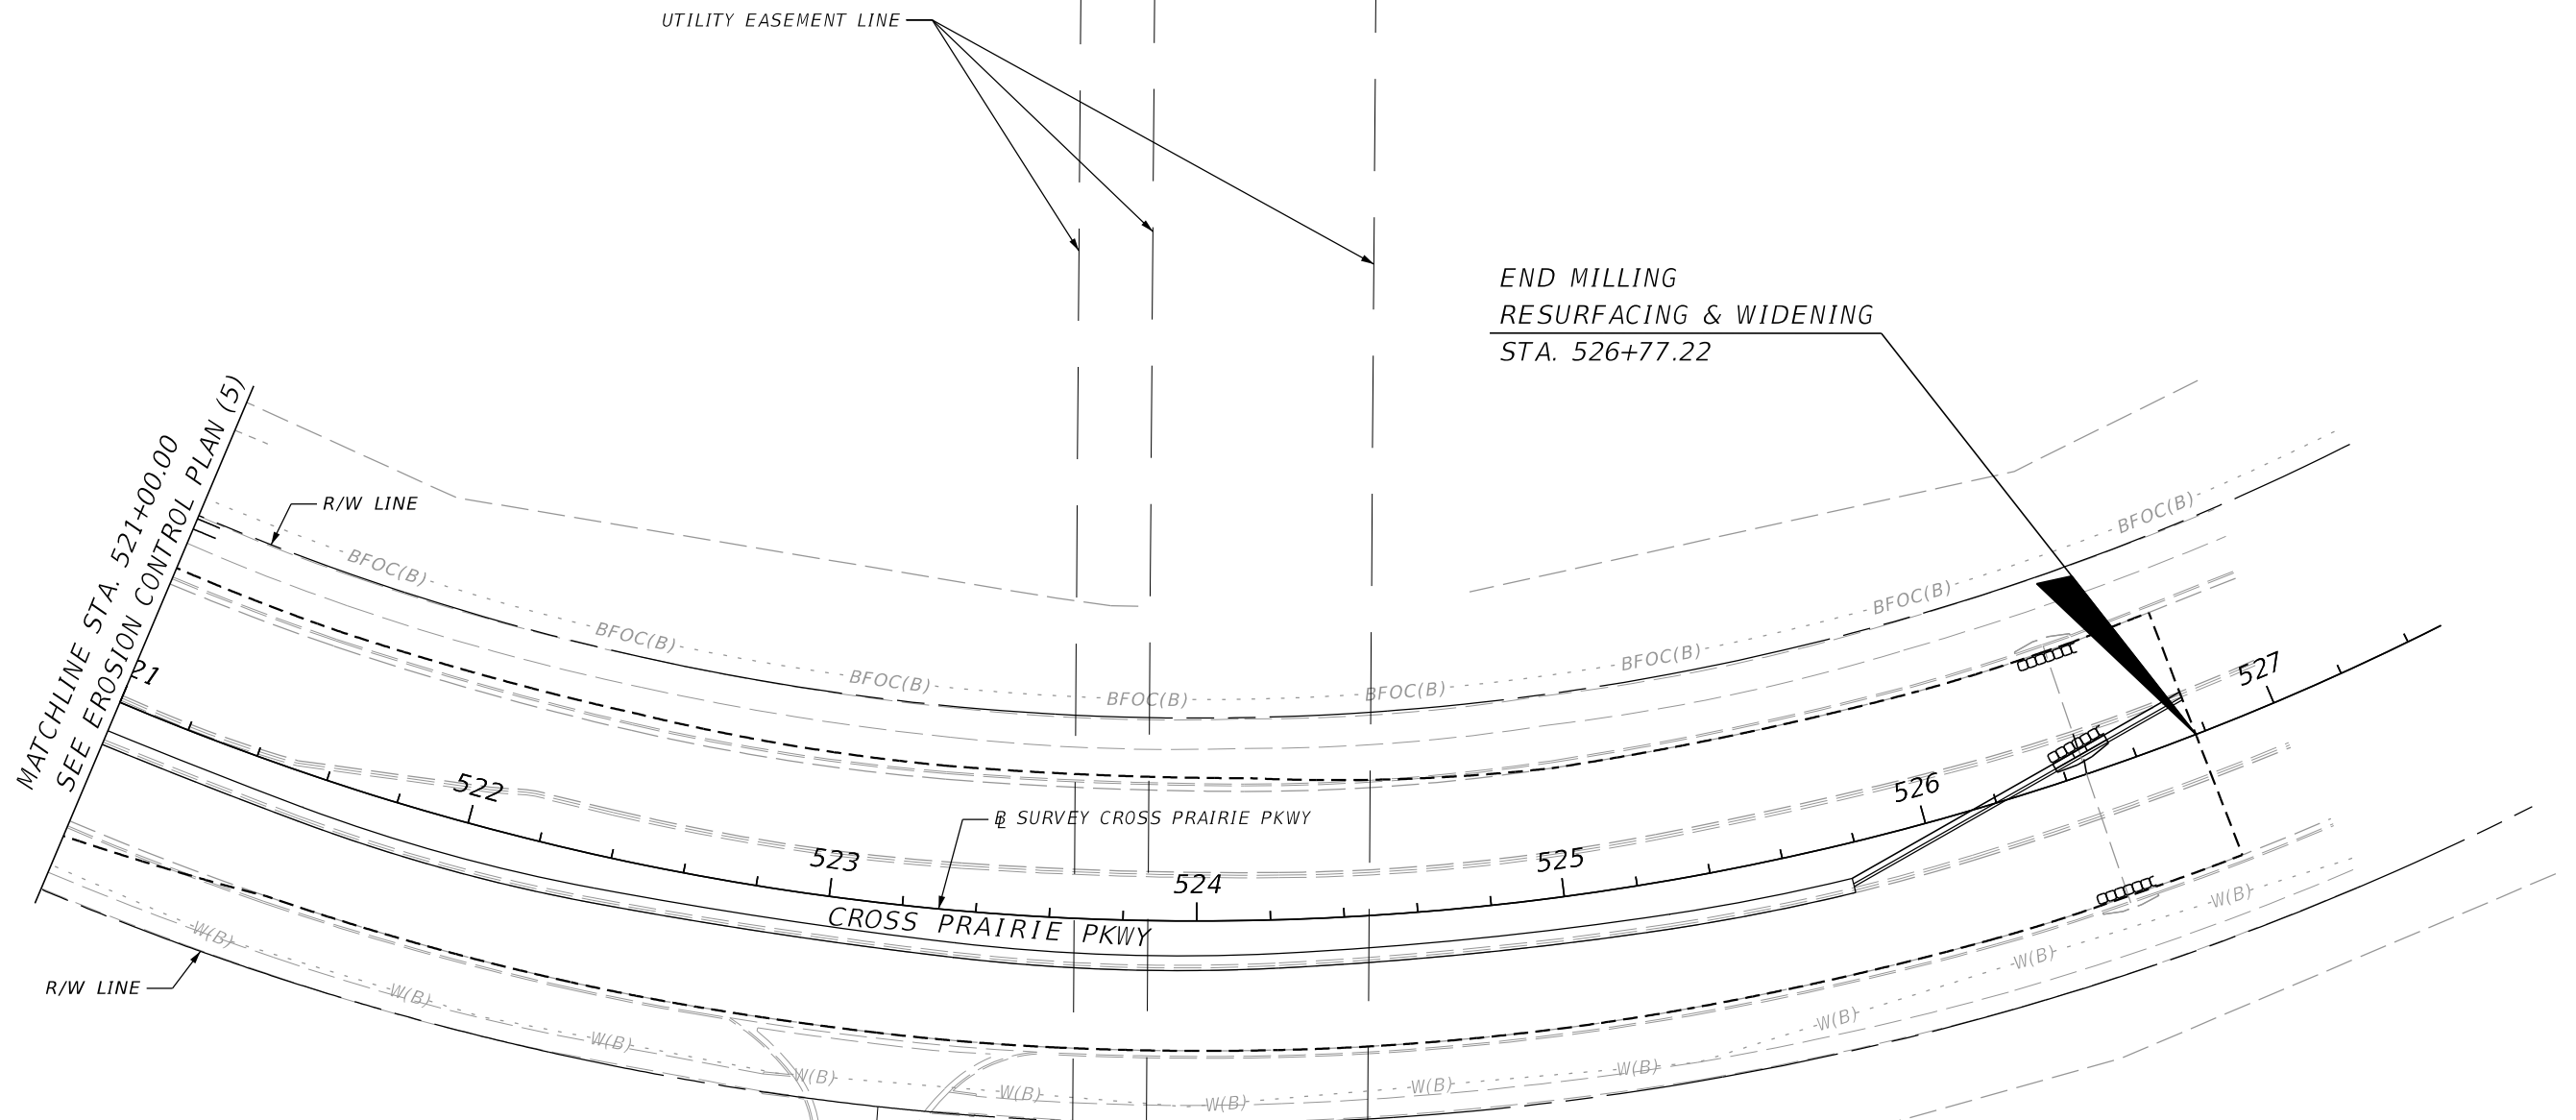 UTILITY EASEMENT LINE
END MILLING
RESURFACING & WIDENING
STA. 526+77.22
MATCHLINE STA. 521+00.00
SEE EROSION CONTROL PLAN (5)
R/W LINE
BFOC(B)
BFOC(B)
BFOC(B)
BFOC(B)
BFOC(B)
BFOC(B)
BFOC(B)
BFOC(B)
21
522
523
524
525
526
527
℄ SURVEY CROSS PRAIRIE PKWY
CROSS PRAIRIE PKWY
R/W LINE
W(B)
W(B)
W(B)
W(B)
W(B)
W(B)
W(B)
W(B)
W(B)
W(B)
W(B)